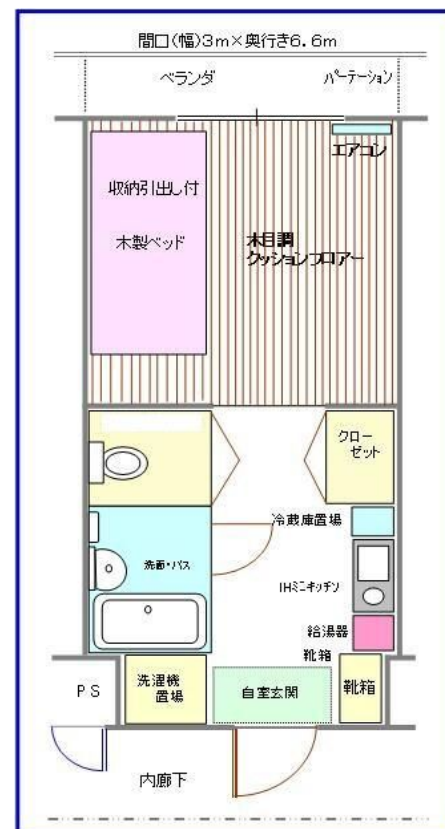 間口(幅)3m×奥行き6.6m
ベランダ
パーテーション
エアコン
収納引出し付
木製ベッド
木目調
クッションフロアー
クロー
ゼット
冷蔵庫置場
洗面・バス
IHミニキッチン
給湯器
靴箱
PS
洗濯機
置場
自室玄関
靴箱
内廊下